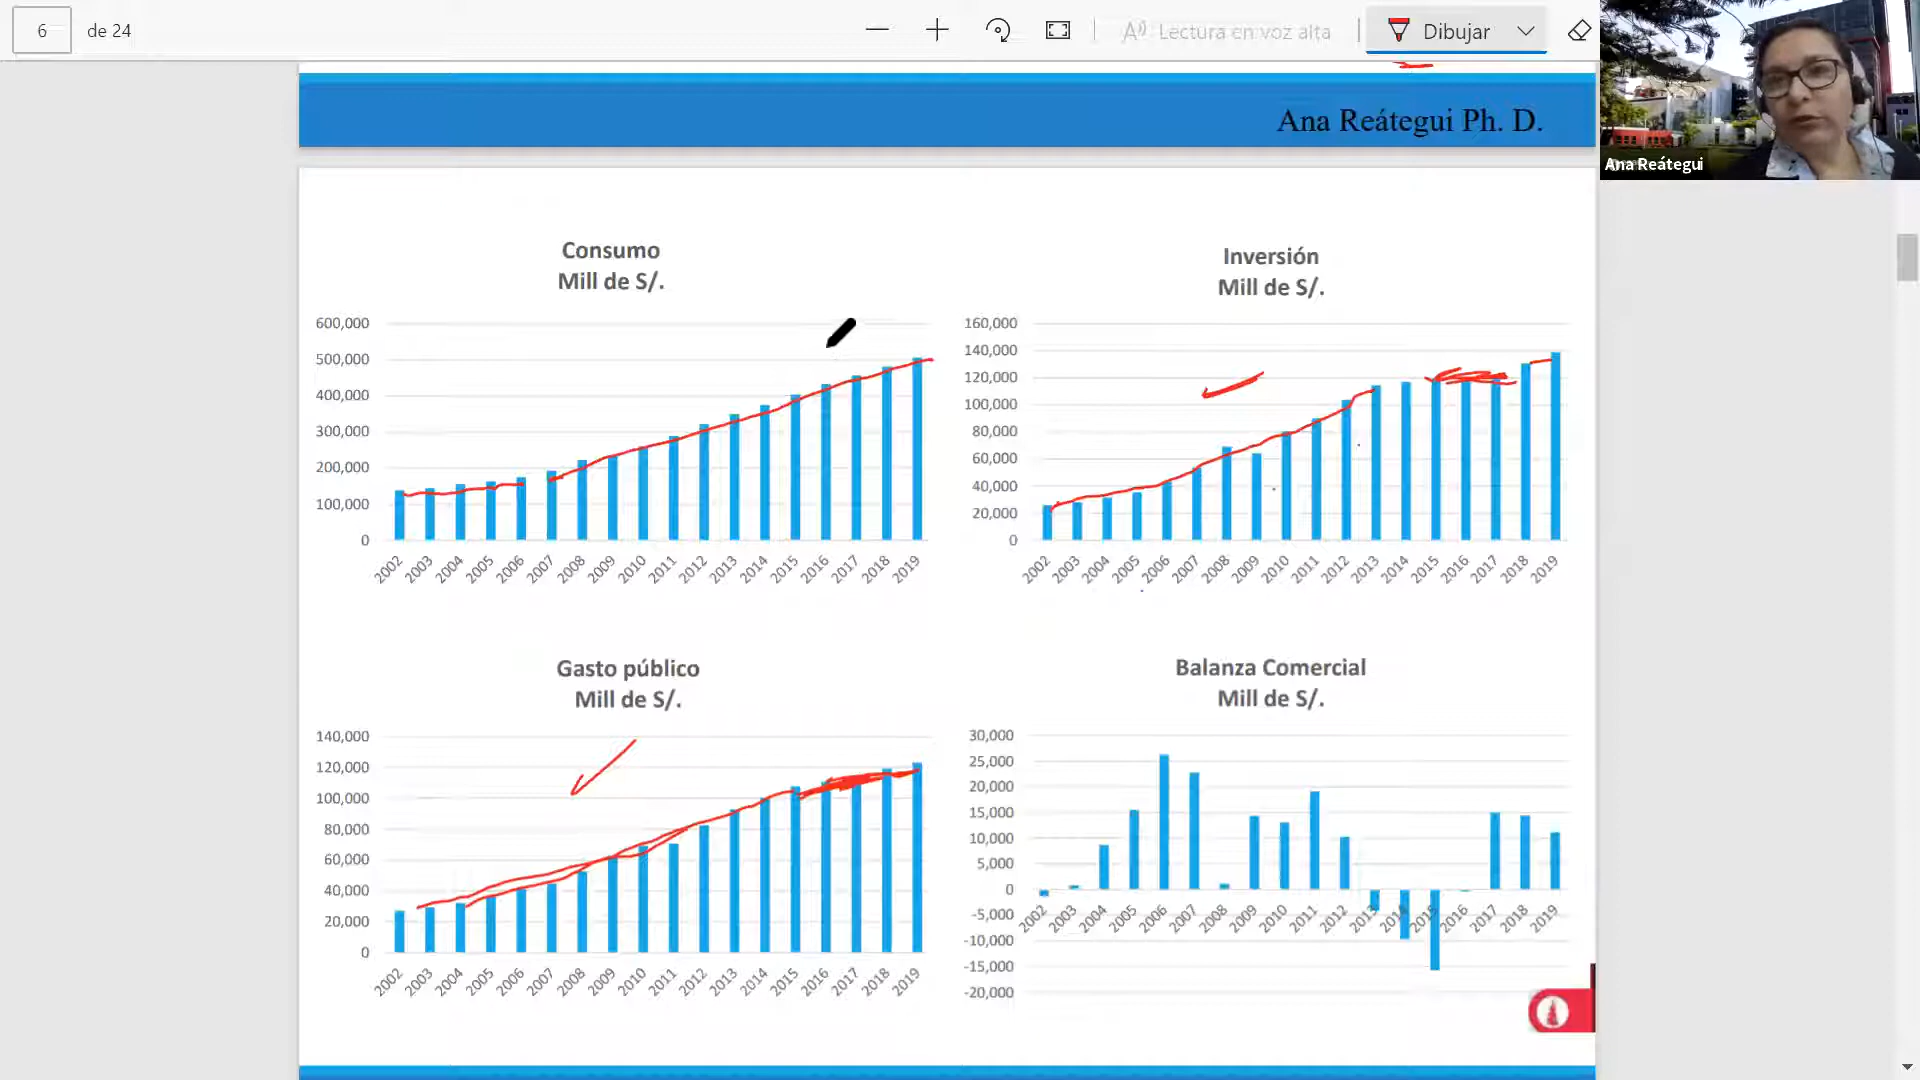 6 de 24
Lectura en voz alta
Dibujar
Ana Reátegui Ph. D.
Ana Reátegui
Consumo
Mill de S/.
600,000
500,000
400,000
300,000
200,000
100,000
0
2002 2003 2004 2005 2006 2007 2008 2009 2010 2011 2012 2013 2014 2015 2016 2017 2018 2019
Inversión
Mill de S/.
160,000
140,000
120,000
100,000
80,000
60,000
40,000
20,000
0
2002 2003 2004 2005 2006 2007 2008 2009 2010 2011 2012 2013 2014 2015 2016 2017 2018 2019
Gasto público
Mill de S/.
140,000
120,000
100,000
80,000
60,000
40,000
20,000
0
2002 2003 2004 2005 2006 2007 2008 2009 2010 2011 2012 2013 2014 2015 2016 2017 2018 2019
Balanza Comercial
Mill de S/.
30,000
25,000
20,000
15,000
10,000
5,000
0
-5,000
-10,000
-15,000
-20,000
2002 2003 2004 2005 2006 2007 2008 2009 2010 2011 2012 2013 2014 2015 2016 2017 2018 2019